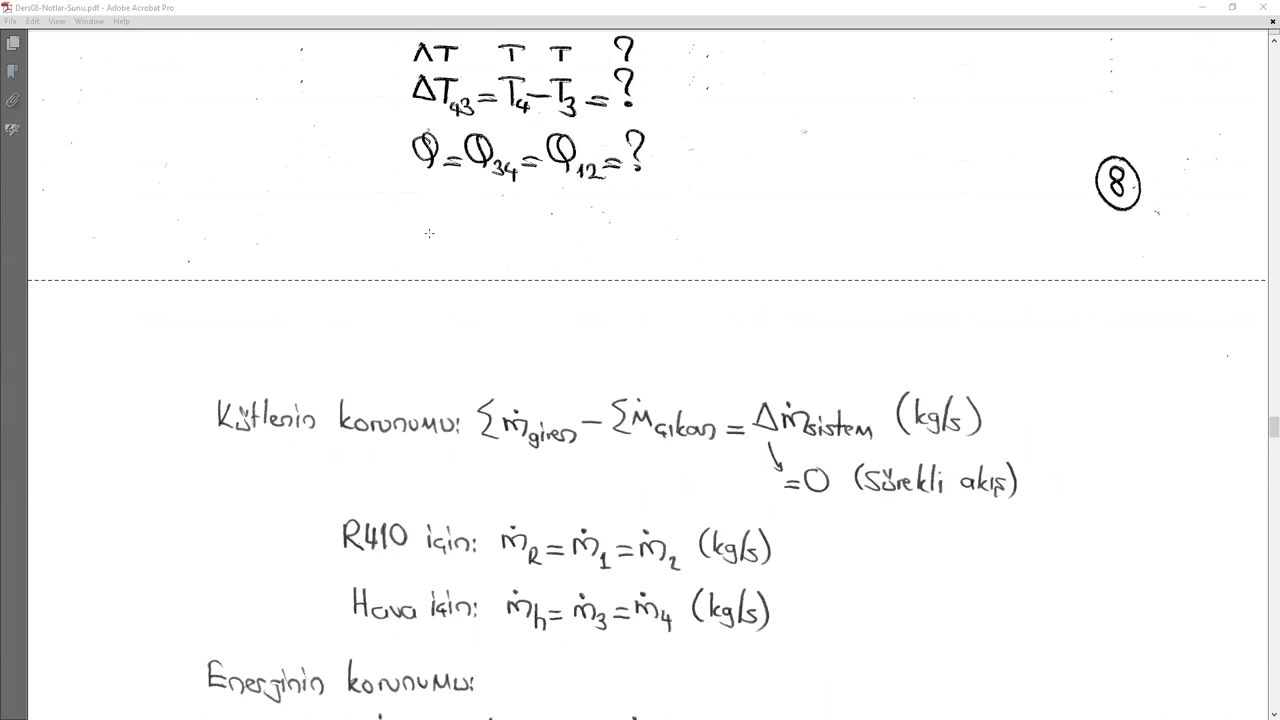 Ders08-Notlar-Sunu.pdf - Adobe Acrobat Pro
File Edit View Window Help
ΔT T T ?
ΔT₄₃ = T₄ − T₃ = ?
Q = Q₃₄ = Q₁₂ = ?
8
Kütlenin korunumu: Σṁgiren − Σṁçıkan = Δṁsistem (kg/s)
=0 (Sürekli akış)
R410 için: ṁR = ṁ₁ = ṁ₂ (kg/s)
Hava için: ṁh = ṁ₃ = ṁ₄ (kg/s)
Enerjinin korunumu: